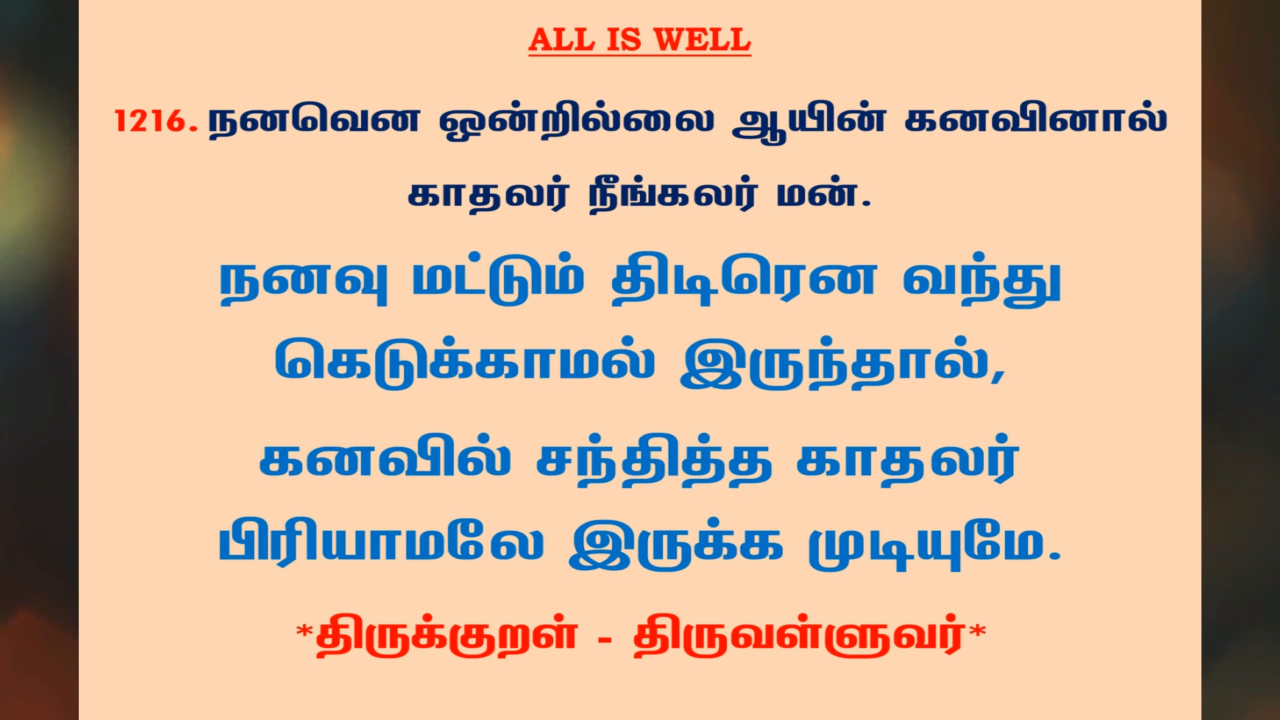 ALL IS WELL
1216. நனவென ஒன்றில்லை ஆயின் கனவினால்
காதலர் நீங்கலர் மன்.
நனவு மட்டும் திடிரென வந்து
கெடுக்காமல் இருந்தால்,
கனவில் சந்தித்த காதலர்
பிரியாமலே இருக்க முடியுமே.
*திருக்குறள் - திருவள்ளுவர்*